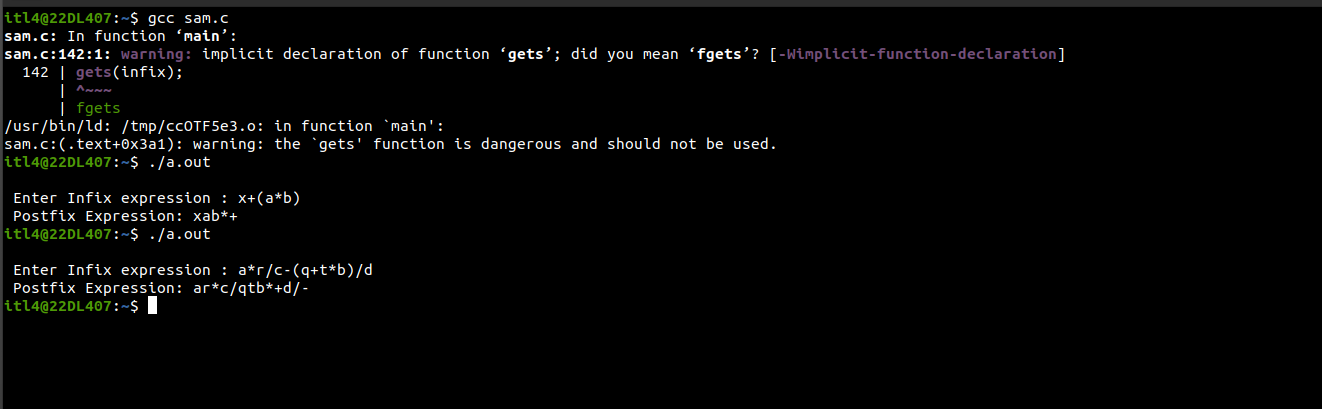 itl4@22DL407:~$ gcc sam.c
sam.c: In function ‘main’:
sam.c:142:1: warning: implicit declaration of function ‘gets’; did you mean ‘fgets’? [-Wimplicit-function-declaration]
  142 | gets(infix);
      | ^~~~
      | fgets
/usr/bin/ld: /tmp/ccOTF5e3.o: in function `main':
sam.c:(.text+0x3a1): warning: the `gets' function is dangerous and should not be used.
itl4@22DL407:~$ ./a.out
 Enter Infix expression : x+(a*b)
 Postfix Expression: xab*+
itl4@22DL407:~$ ./a.out
 Enter Infix expression : a*r/c-(q+t*b)/d
 Postfix Expression: ar*c/qtb*+d/-
itl4@22DL407:~$